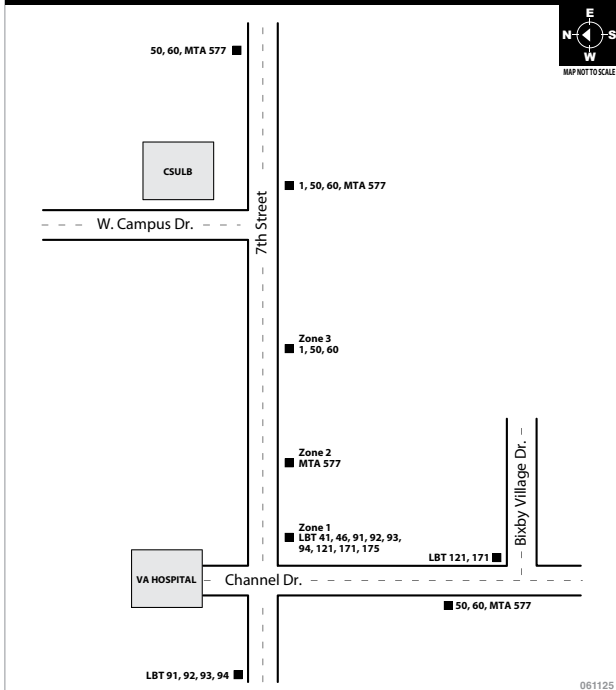 E
N
S
W
MAP NOT TO SCALE
50, 60, MTA 577
CSULB
1, 50, 60, MTA 577
W. Campus Dr.
7th Street
Zone 3
1, 50, 60
Zone 2
MTA 577
Bixby Village Dr.
Zone 1
LBT 41, 46, 91, 92, 93,
94, 121, 171, 175
LBT 121, 171
VA HOSPITAL
Channel Dr.
50, 60, MTA 577
LBT 91, 92, 93, 94
061125